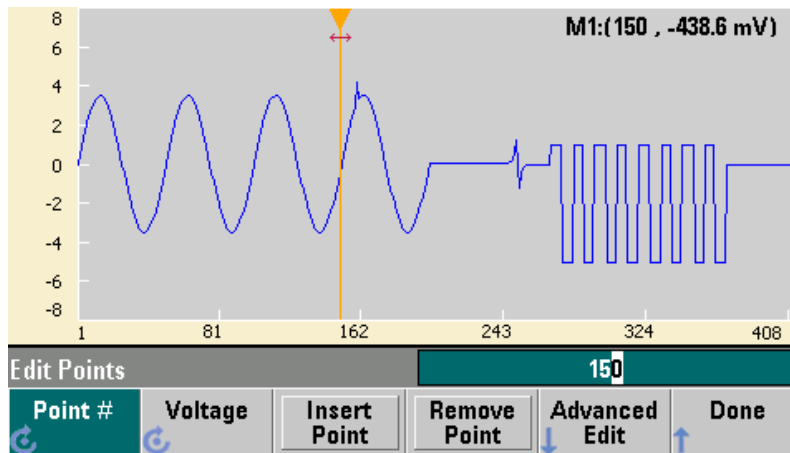 M1:(150 , -438.6 mV)
8
6
4
2
0
-2
-4
-6
-8
1 81 162 243 324 408
Edit Points 150
Point # Voltage Insert Point Remove Point Advanced Edit Done